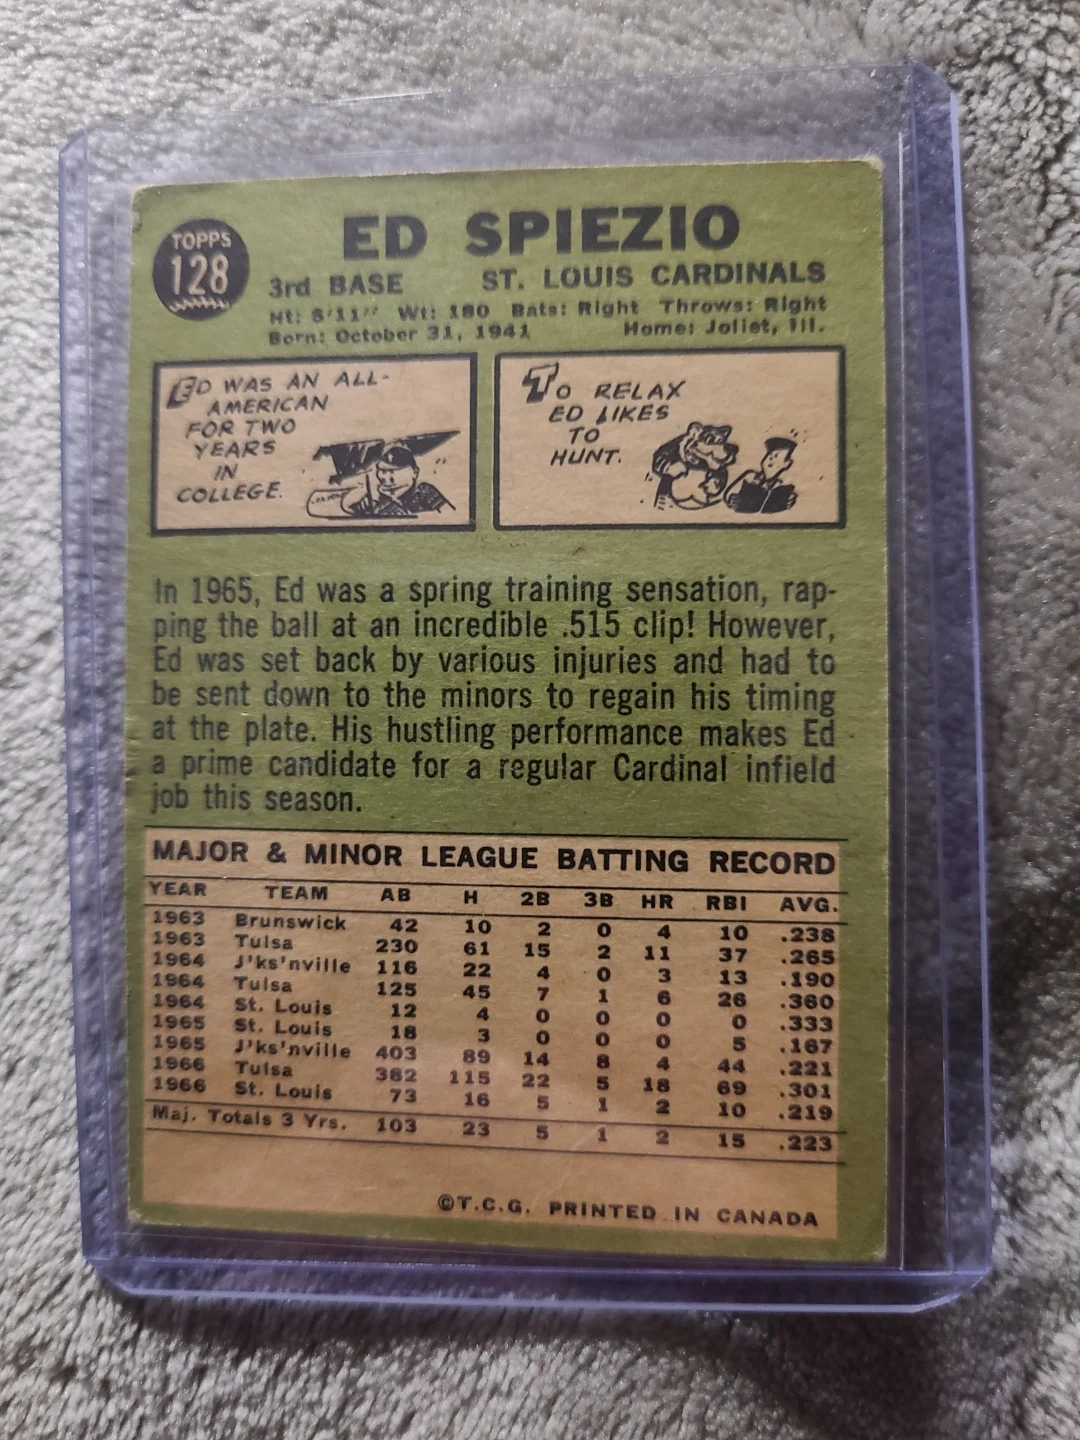 TOPPS
128
ED SPIEZIO
3rd BASE ST. LOUIS CARDINALS
Ht: 5'11" Wt: 180 Bats: Right Throws: Right
Born: October 31, 1941 Home: Joliet, Ill.
ED WAS AN ALL-
AMERICAN
FOR TWO
YEARS
IN
COLLEGE.
TO RELAX
ED LIKES
TO
HUNT.
In 1965, Ed was a spring training sensation, rap-
ping the ball at an incredible .515 clip! However,
Ed was set back by various injuries and had to
be sent down to the minors to regain his timing
at the plate. His hustling performance makes Ed
a prime candidate for a regular Cardinal infield
job this season.
MAJOR & MINOR LEAGUE BATTING RECORD
YEAR TEAM AB H 2B 3B HR RBI AVG.
1963 Brunswick 42 10 2 0 4 10 .238
1963 Tulsa 230 61 15 2 11 37 .265
1964 J'ks'nville 116 22 4 0 3 13 .190
1964 Tulsa 125 45 7 1 6 26 .360
1964 St. Louis 12 4 0 0 0 0 .333
1965 St. Louis 18 3 0 0 0 5 .167
1965 J'ks'nville 403 89 14 8 4 44 .221
1966 Tulsa 382 115 22 5 18 69 .301
1966 St. Louis 73 16 5 1 2 10 .219
Maj. Totals 3 Yrs. 103 23 5 1 2 15 .223
©T.C.G. PRINTED IN CANADA